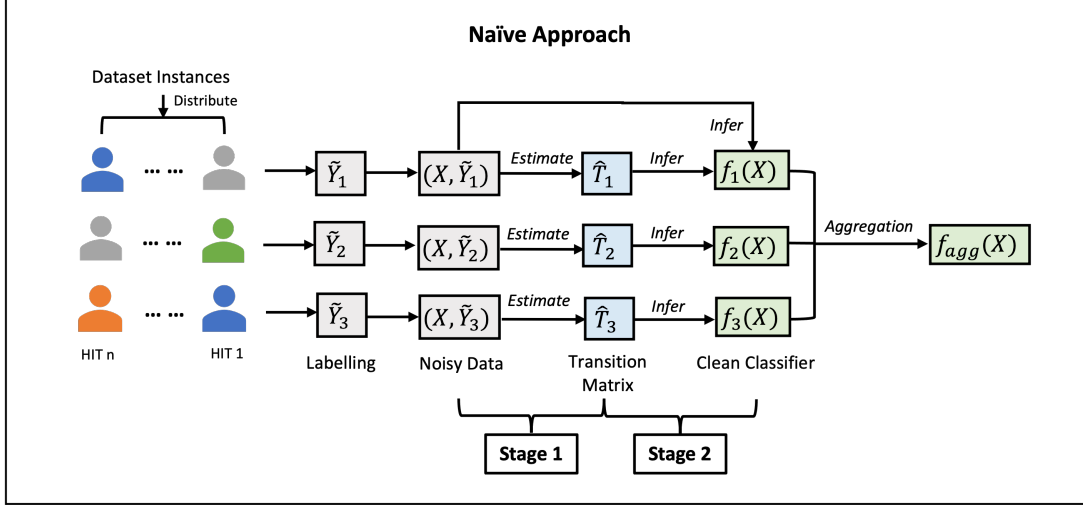 Naïve Approach
Dataset Instances
Distribute
Infer
... ... Ỹ₁ (X, Ỹ₁) Estimate T̂₁ Infer f₁(X)
... ... Ỹ₂ (X, Ỹ₂) Estimate T̂₂ Infer f₂(X) Aggregation f_agg(X)
... ... Ỹ₃ (X, Ỹ₃) Estimate T̂₃ Infer f₃(X)
HIT n HIT 1
Labelling Noisy Data Transition Clean Classifier
Matrix
Stage 1 Stage 2